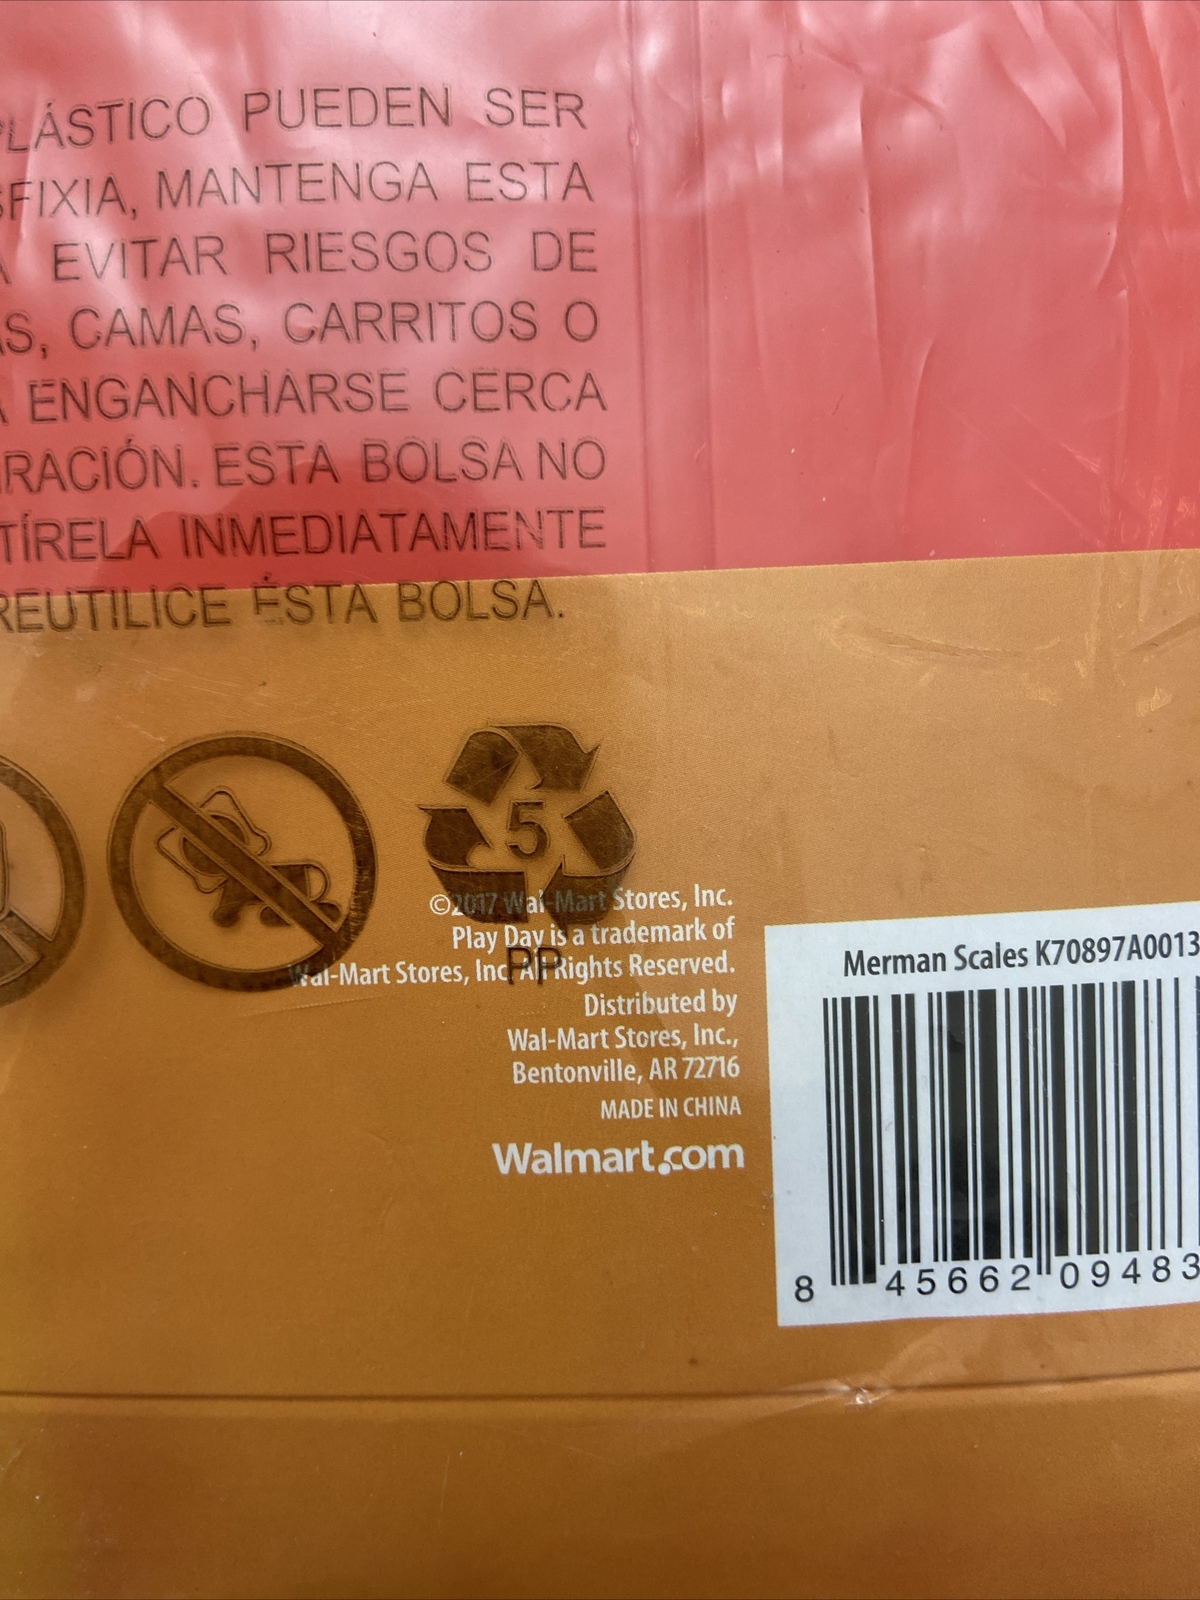 PLÁSTICO PUEDEN SER
SFIXIA, MANTENGA ESTA
A EVITAR RIESGOS DE
AS, CAMAS, CARRITOS O
A ENGANCHARSE CERCA
IRACIÓN. ESTA BOLSA NO
TÍRELA INMEDIATAMENTE
REUTILICE ÉSTA BOLSA.
5
PP
©2017 Wal-Mart Stores, Inc.
Play Day is a trademark of
Wal-Mart Stores, Inc. All Rights Reserved.
Distributed by
Wal-Mart Stores, Inc.,
Bentonville, AR 72716
MADE IN CHINA
Walmart.com
Merman Scales K70897A0013
8 45662 09483